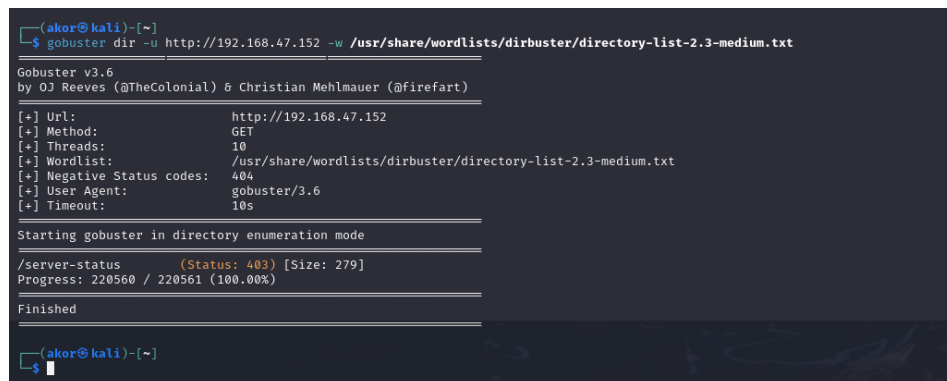 (akor㉿kali)-[~]
$ gobuster dir -u http://192.168.47.152 -w /usr/share/wordlists/dirbuster/directory-list-2.3-medium.txt
Gobuster v3.6
by OJ Reeves (@TheColonial) & Christian Mehlmauer (@firefart)
[+] Url: http://192.168.47.152
[+] Method: GET
[+] Threads: 10
[+] Wordlist: /usr/share/wordlists/dirbuster/directory-list-2.3-medium.txt
[+] Negative Status codes: 404
[+] User Agent: gobuster/3.6
[+] Timeout: 10s
Starting gobuster in directory enumeration mode
/server-status (Status: 403) [Size: 279]
Progress: 220560 / 220561 (100.00%)
Finished
(akor㉿kali)-[~]
$